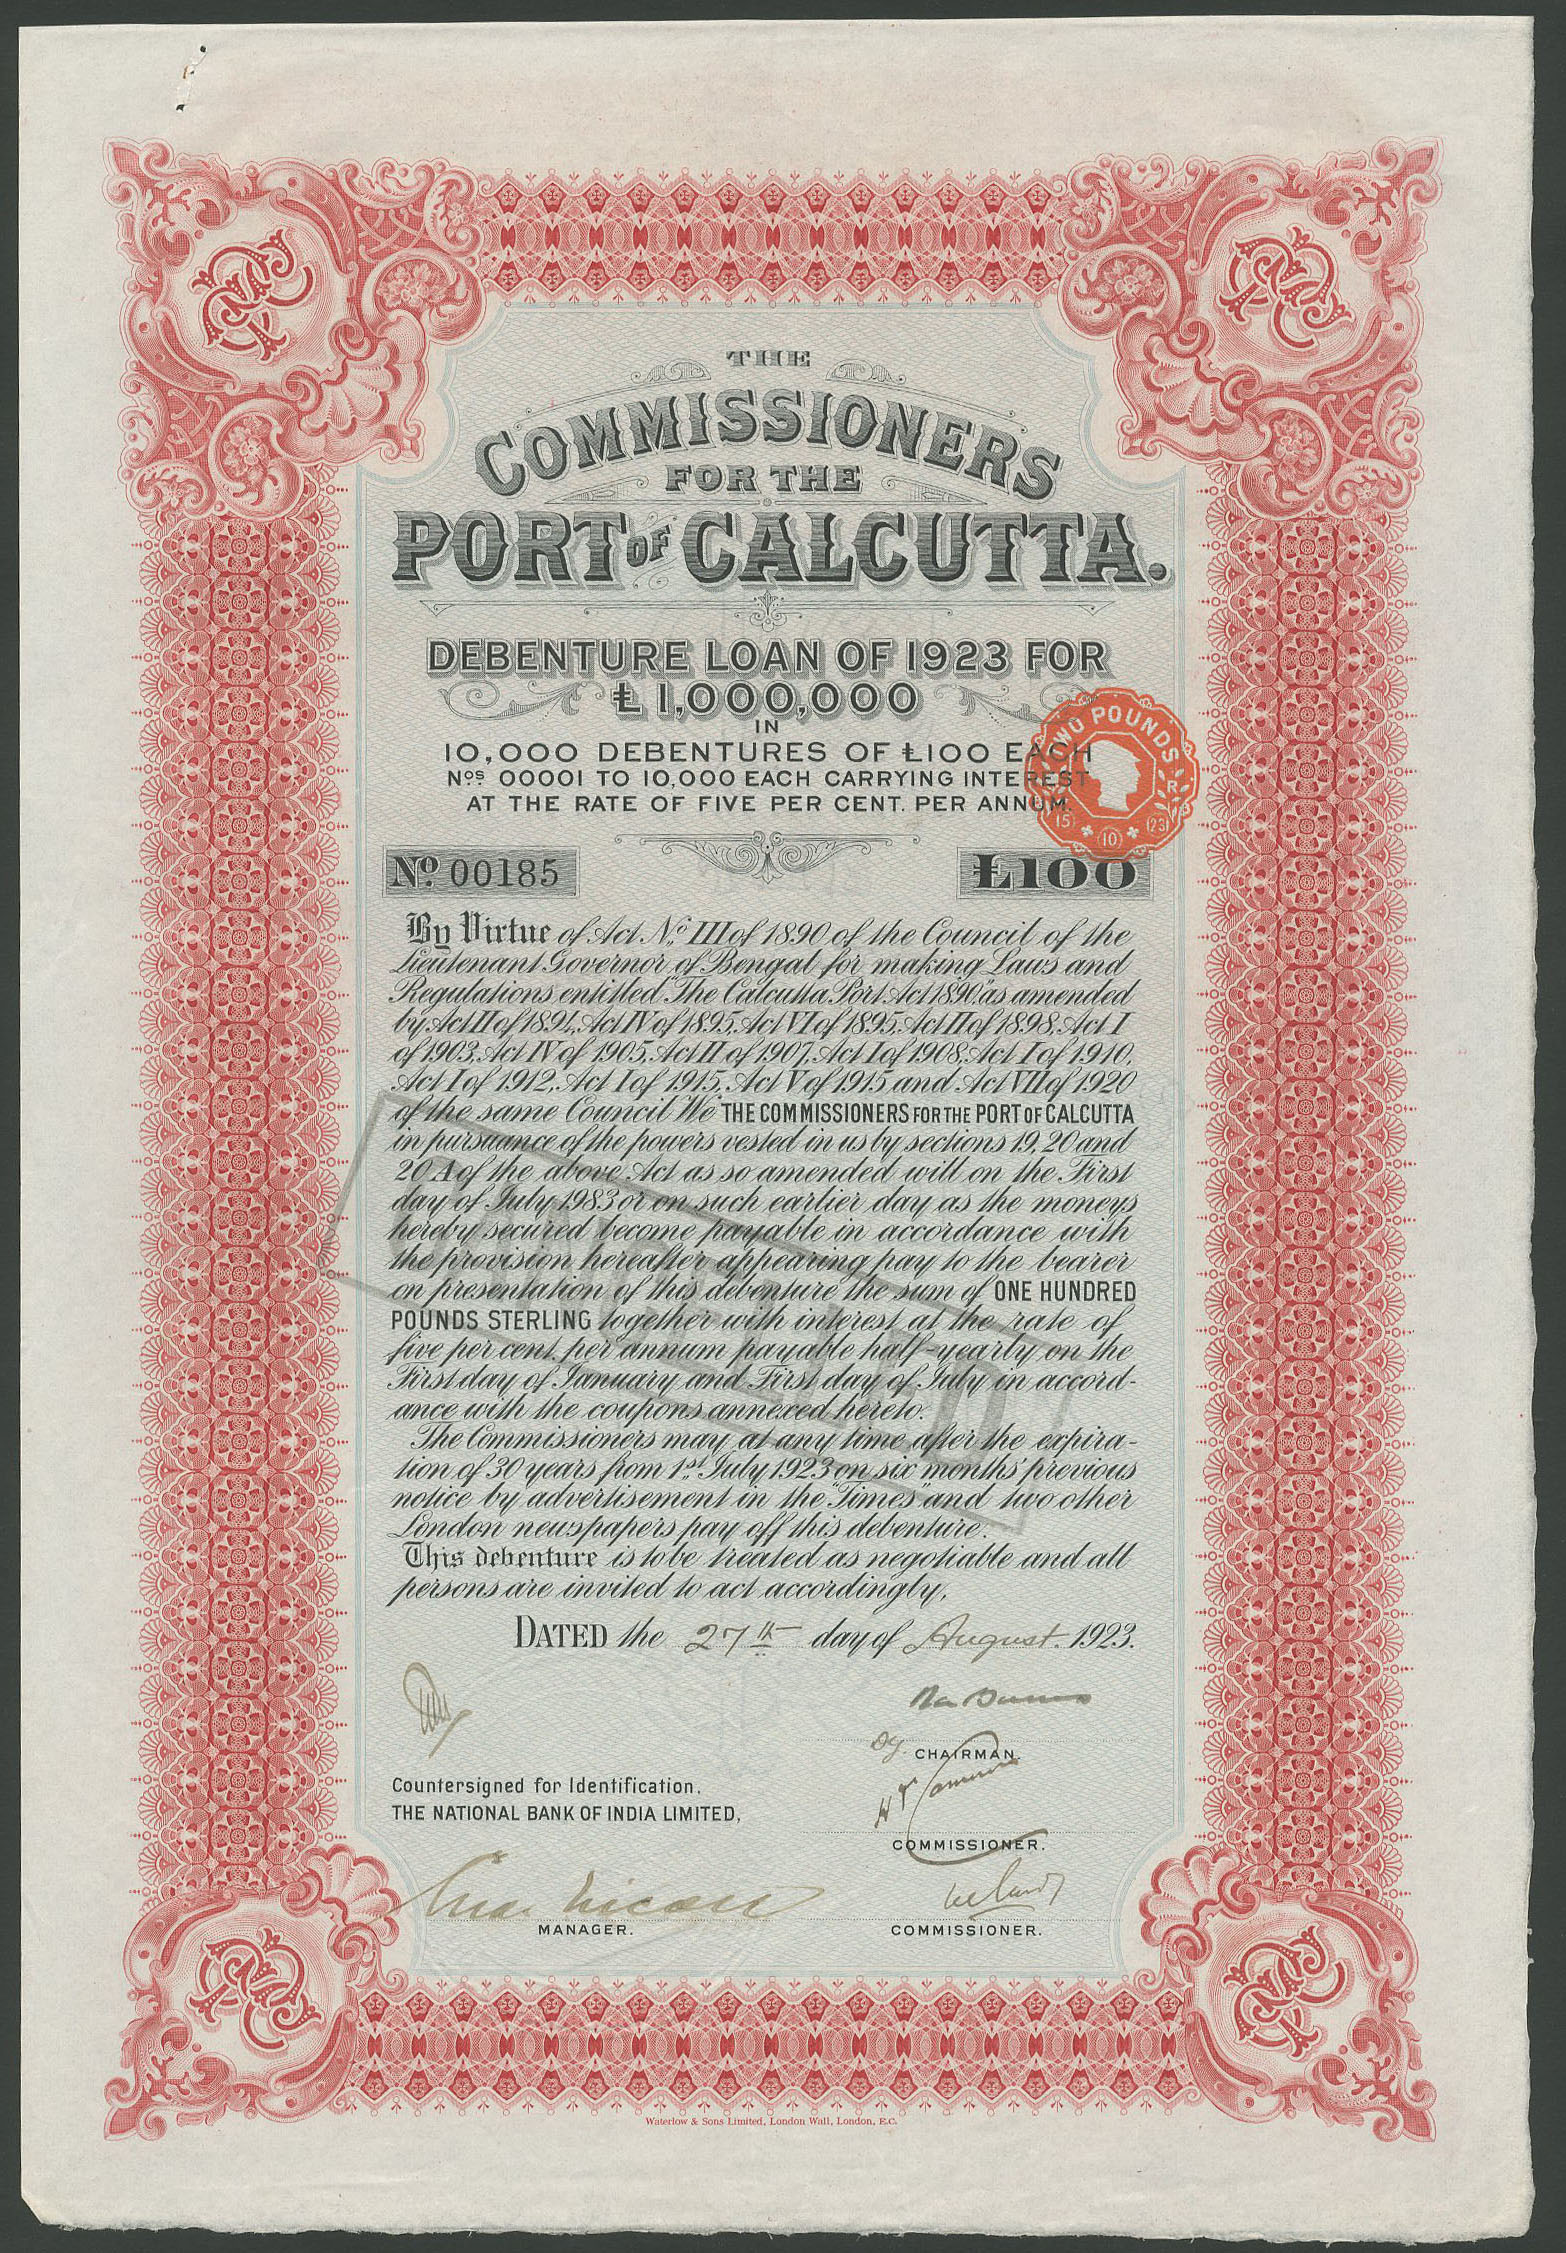 THE
COMMISSIONERS
FOR THE
PORT OF CALCUTTA.
DEBENTURE LOAN OF 1923 FOR
£1,000,000
IN
10,000 DEBENTURES OF £100 EACH
Nos 00001 TO 10,000 EACH CARRYING INTEREST
AT THE RATE OF FIVE PER CENT. PER ANNUM.
TWO POUNDS
15 10 23
No. 00185 £100
By Virtue of Act No. III of 1890 of the Council of the
Lieutenant Governor of Bengal for making Laws and
Regulations entitled "The Calcutta Port Act 1890" as amended
by Act II of 1891, Act IV of 1895, Act VI of 1895, Act II of 1898, Act I
of 1903, Act IV of 1905, Act II of 1907, Act I of 1908, Act I of 1910,
Act I of 1912, Act I of 1915, Act V of 1915 and Act VII of 1920
of the same Council We THE COMMISSIONERS FOR THE PORT OF CALCUTTA
in pursuance of the powers vested in us by sections 19, 20 and
20A of the above Act as so amended will on the First
day of July 1983 or on such earlier day as the moneys
hereby secured become payable in accordance with
the provision hereafter appearing pay to the bearer
on presentation of this debenture the sum of ONE HUNDRED
POUNDS STERLING together with interest at the rate of
five per cent. per annum payable half-yearly on the
First day of January and First day of July in accord-
ance with the coupons annexed hereto.
The Commissioners may at any time after the expira-
tion of 30 years from 1st July 1923 on six months' previous
notice by advertisement in the "Times" and two other
London newspapers pay off this debenture.
This debenture is to be treated as negotiable and all
persons are invited to act accordingly,
DATED the 27th day of August. 1923.
Dy. CHAIRMAN.
Countersigned for Identification.
THE NATIONAL BANK OF INDIA LIMITED,
COMMISSIONER.
MANAGER.
COMMISSIONER.
Waterlow & Sons Limited, London Wall, London, E.C.
CANCELLED